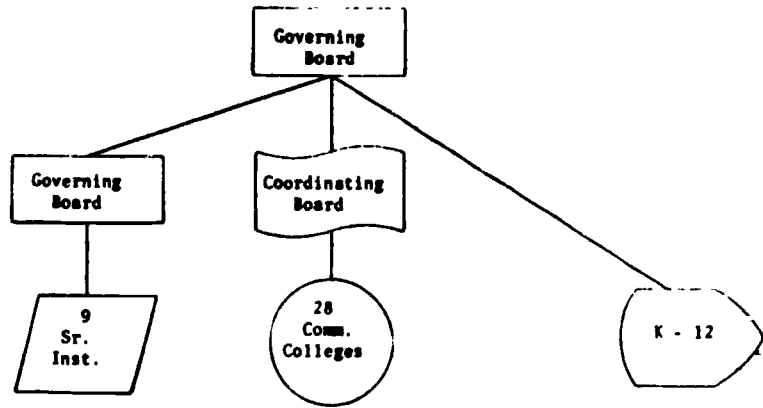 Governing
Board
Governing
Board
Coordinating
Board
9
Sr.
Inst.
28
Comm.
Colleges
K - 12